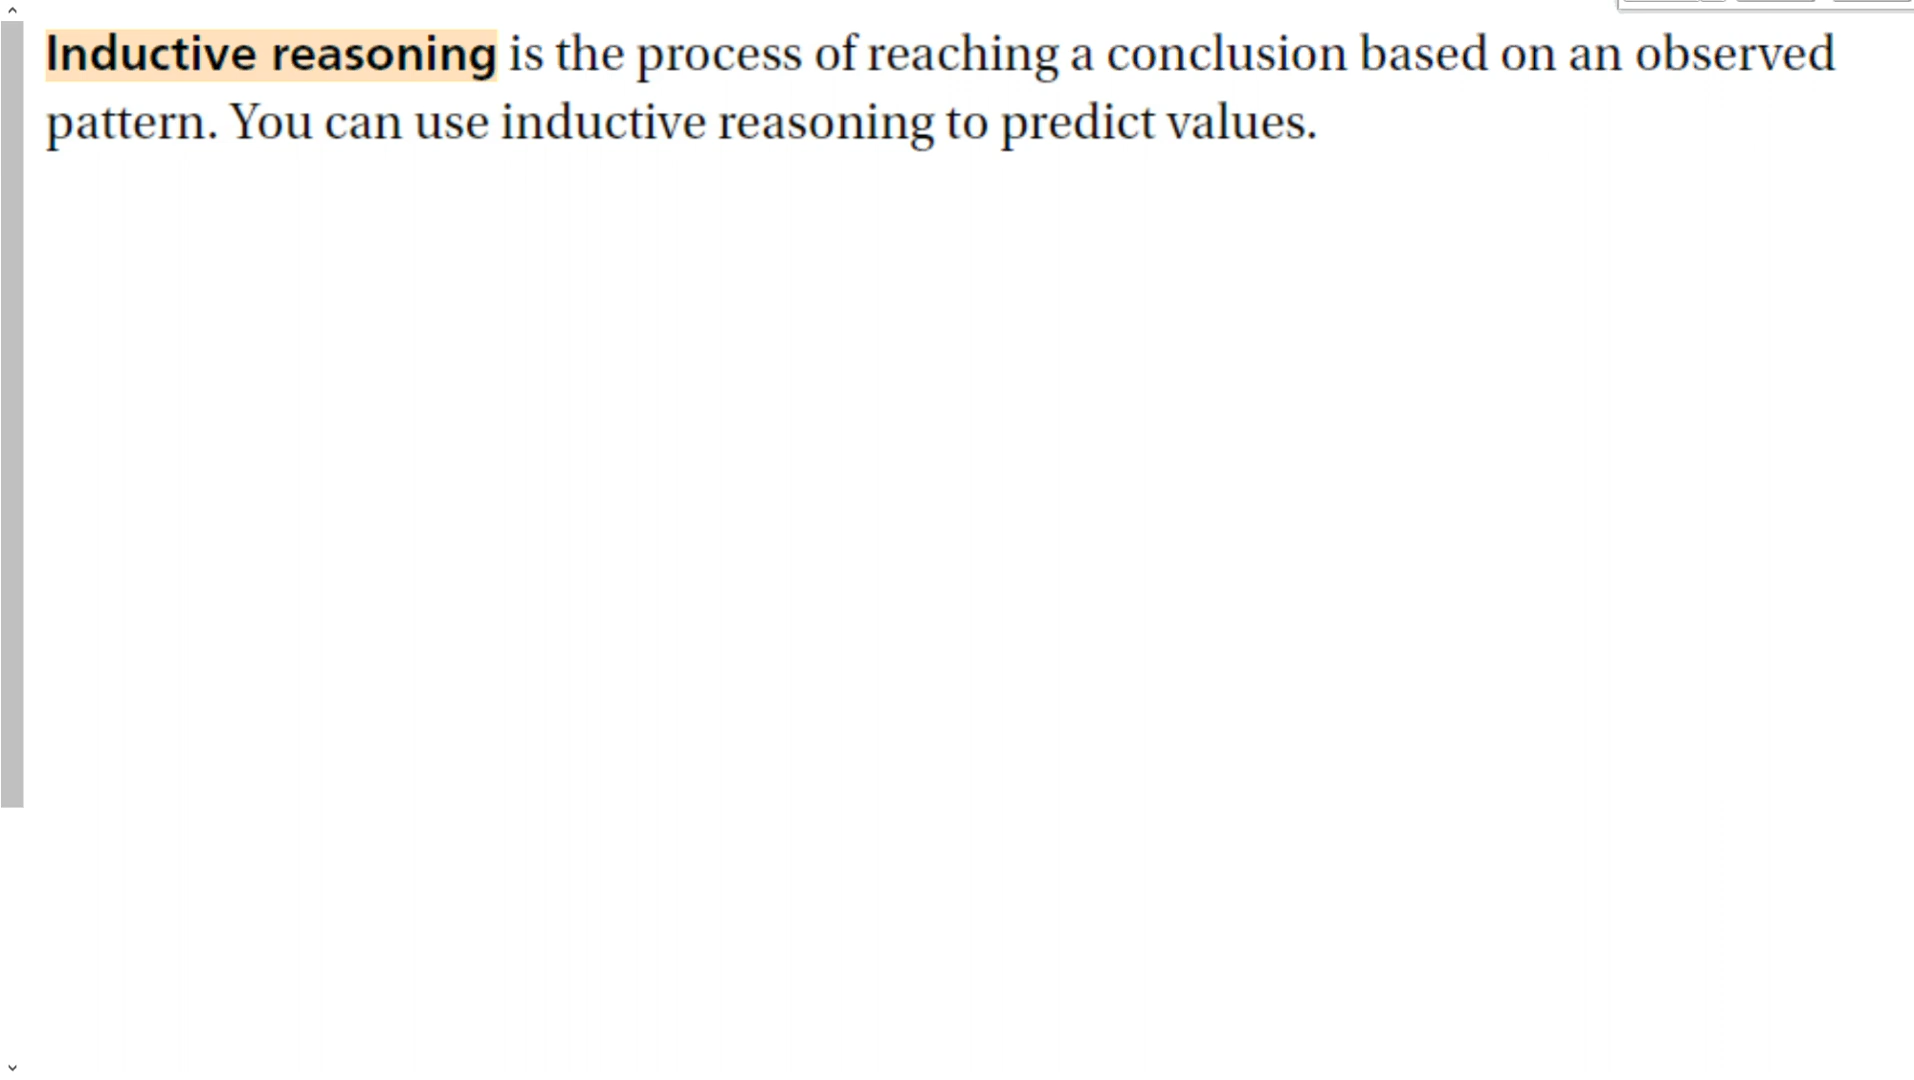 Inductive reasoning is the process of reaching a conclusion based on an observed
pattern. You can use inductive reasoning to predict values.